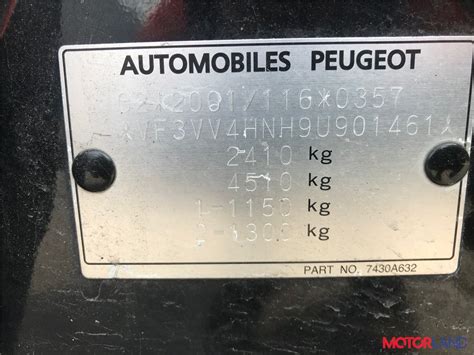 AUTOMOBILES PEUGEOT
e2*2001/116*0357
*VF3VV4HNH9U901461*
2410 kg
4510 kg
1-1150 kg
2-1300 kg
PART NO. 7430A632
MOTORLAND